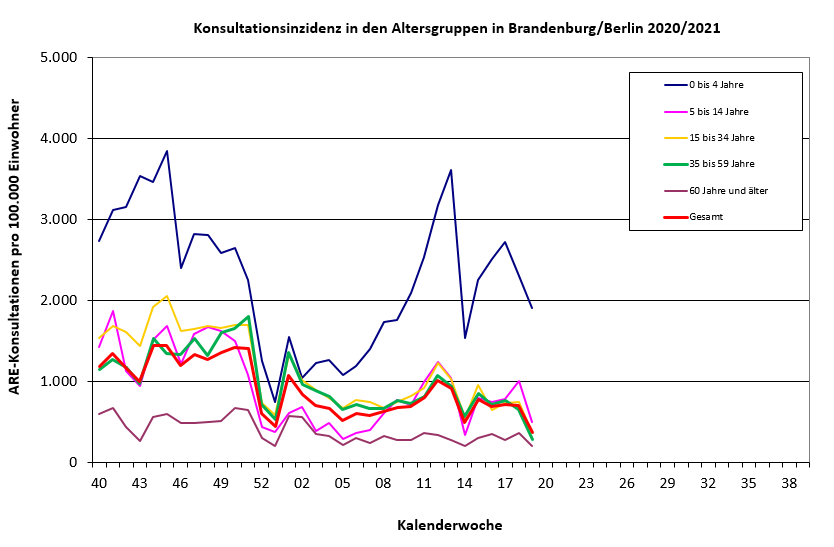 Konsultationsinzidenz in den Altersgruppen in Brandenburg/Berlin 2020/2021
ARE-Konsultationen pro 100.000 Einwohner
5.000
4.000
3.000
2.000
1.000
0
0 bis 4 Jahre
5 bis 14 Jahre
15 bis 34 Jahre
35 bis 59 Jahre
60 Jahre und älter
Gesamt
40 43 46 49 52 02 05 08 11 14 17 20 23 26 29 32 35 38
Kalenderwoche